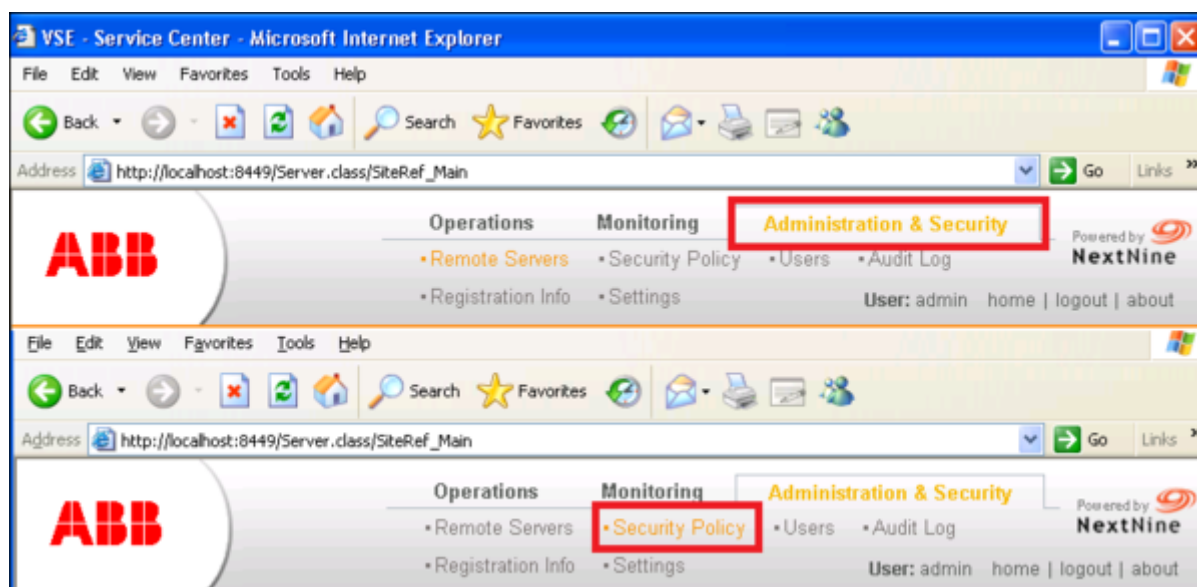 VSE - Service Center - Microsoft Internet Explorer
File Edit View Favorites Tools Help
Back Search Favorites
Address http://localhost:8449/Server.class/SiteRef_Main Go Links »
Operations Monitoring Administration & Security
ABB
Powered by
NextNine
• Remote Servers • Security Policy • Users • Audit Log
• Registration Info • Settings User: admin home | logout | about
File Edit View Favorites Tools Help
Back Search Favorites
Address http://localhost:8449/Server.class/SiteRef_Main Go Links »
Operations Monitoring Administration & Security
ABB
Powered by
NextNine
• Remote Servers • Security Policy • Users • Audit Log
• Registration Info • Settings User: admin home | logout | about